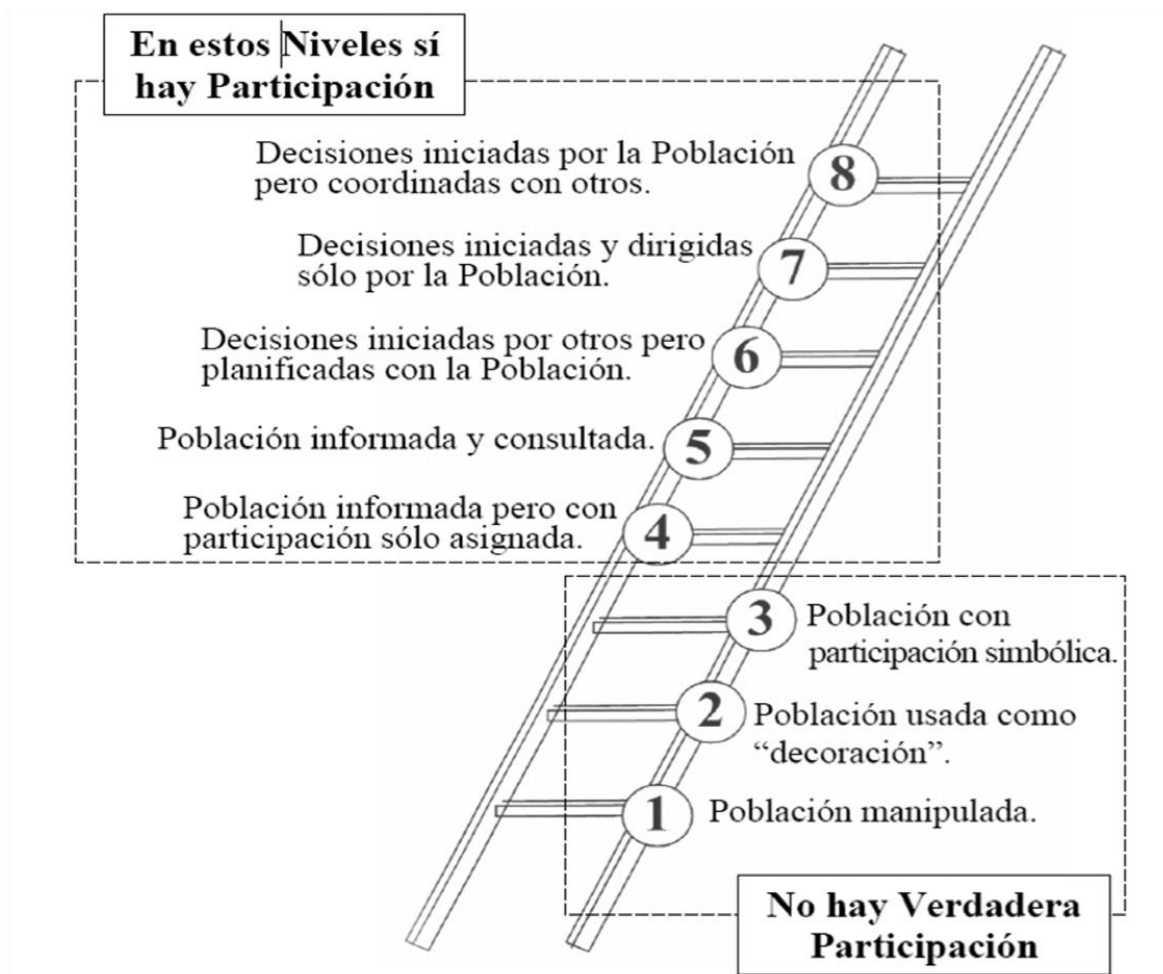 En estos Niveles sí
hay Participación
Decisiones iniciadas por la Población
pero coordinadas con otros.
8
Decisiones iniciadas y dirigidas
sólo por la Población.
7
Decisiones iniciadas por otros pero
planificadas con la Población.
6
Población informada y consultada.
5
Población informada pero con
participación sólo asignada.
4
3
Población con
participación simbólica.
2
Población usada como
“decoración”.
1
Población manipulada.
No hay Verdadera
Participación